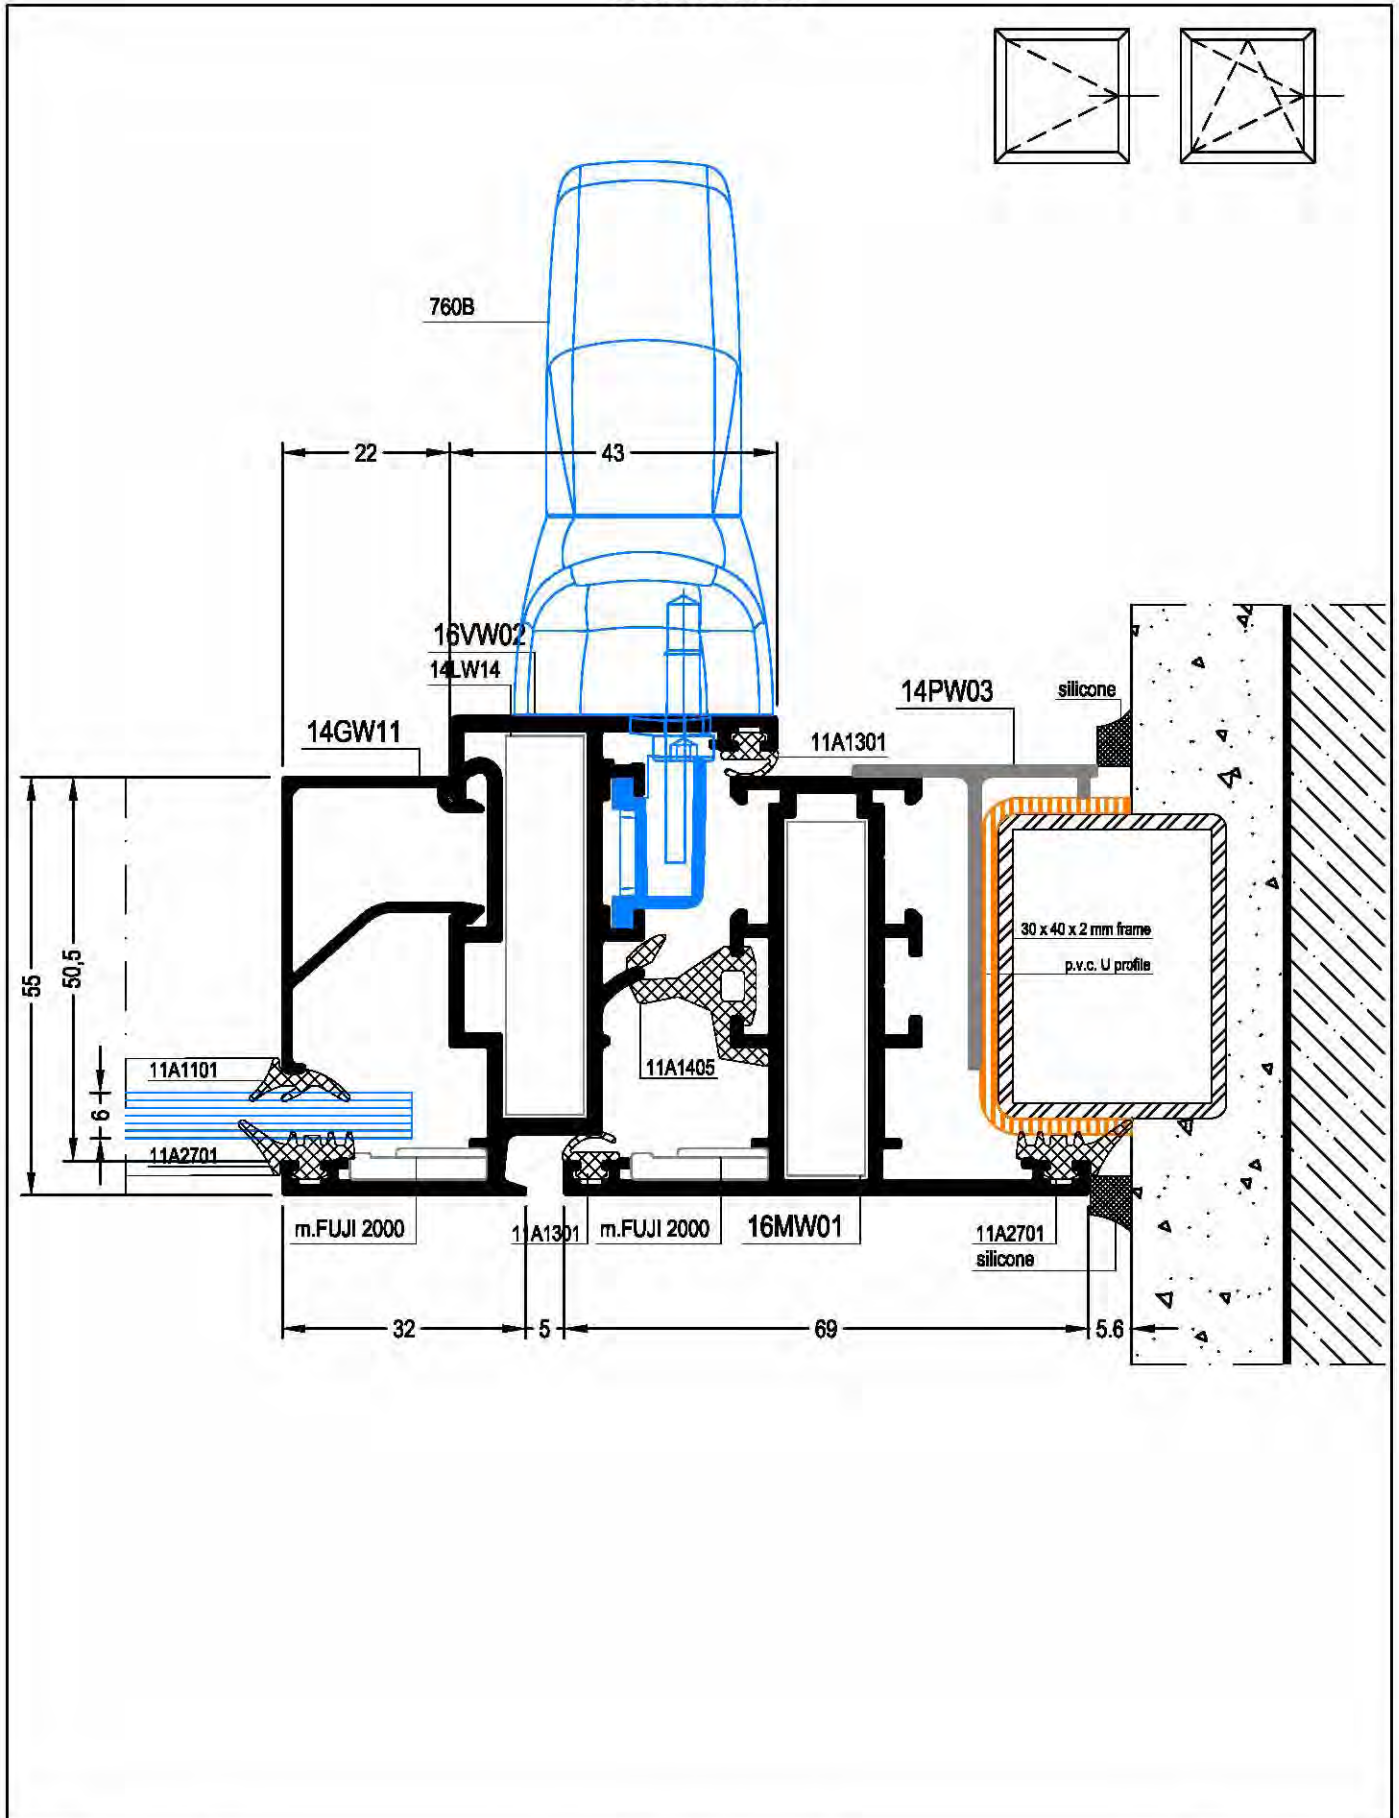 760B
22
43
16VW02
14LW14
14PW03
silicone
14GW11
11A1301
55
50,5
30 x 40 x 2 mm frame
p.v.c. U profile
11A1101
11A1405
6
11A2701
m.FUJI 2000
11A1301
m.FUJI 2000
16MW01
11A2701
silicone
32
5
69
5.6